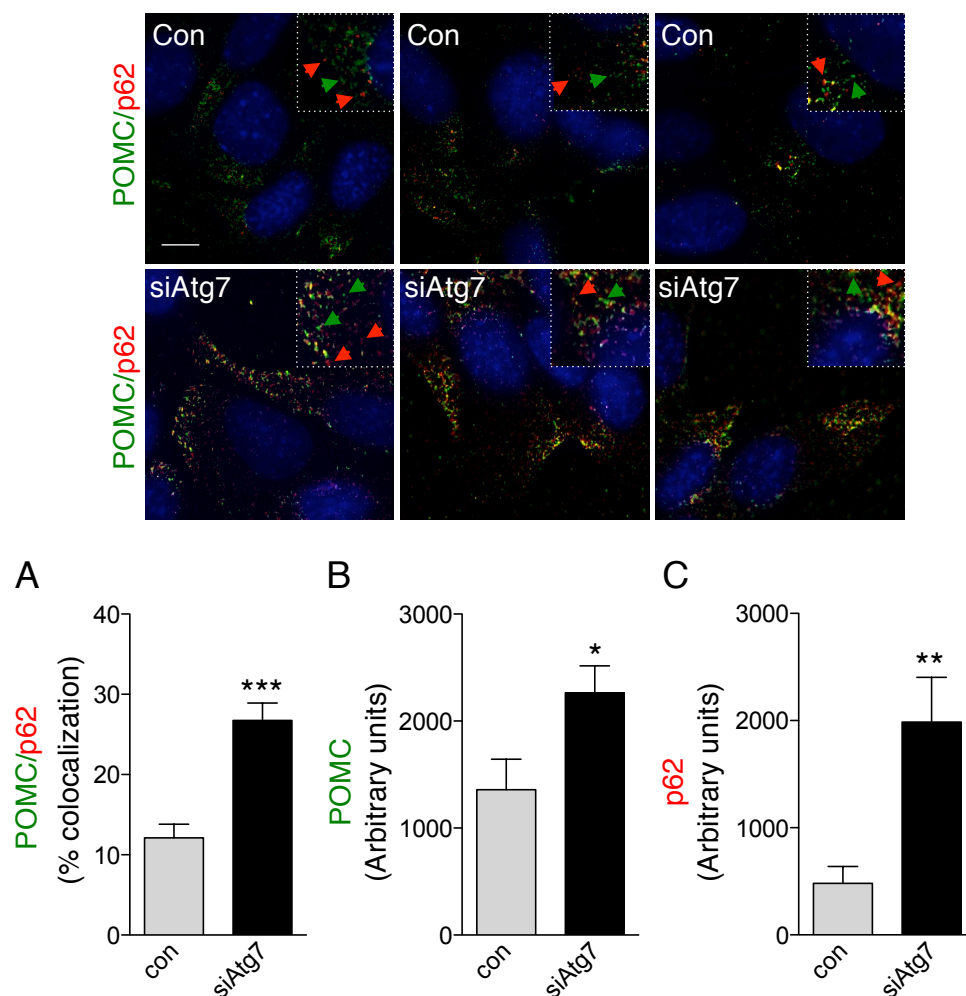 POMC/p62
Con
Con
Con
POMC/p62
siAtg7
siAtg7
siAtg7
A
POMC/p62
(% colocalization)
40
30
20
10
0
***
con
siAtg7
B
POMC
(Arbitrary units)
3000
2000
1000
0
*
con
siAtg7
C
p62
(Arbitrary units)
3000
2000
1000
0
**
con
siAtg7